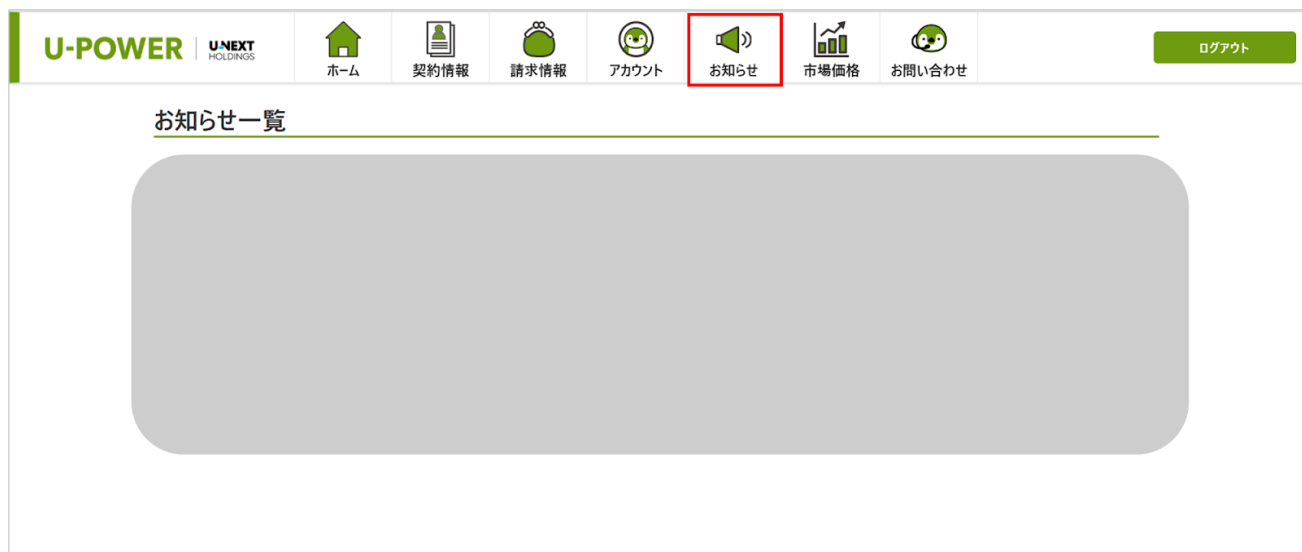 U-POWER
U-NEXT
HOLDINGS
ホーム
契約情報
請求情報
アカウント
お知らせ
市場価格
お問い合わせ
ログアウト
お知らせ一覧